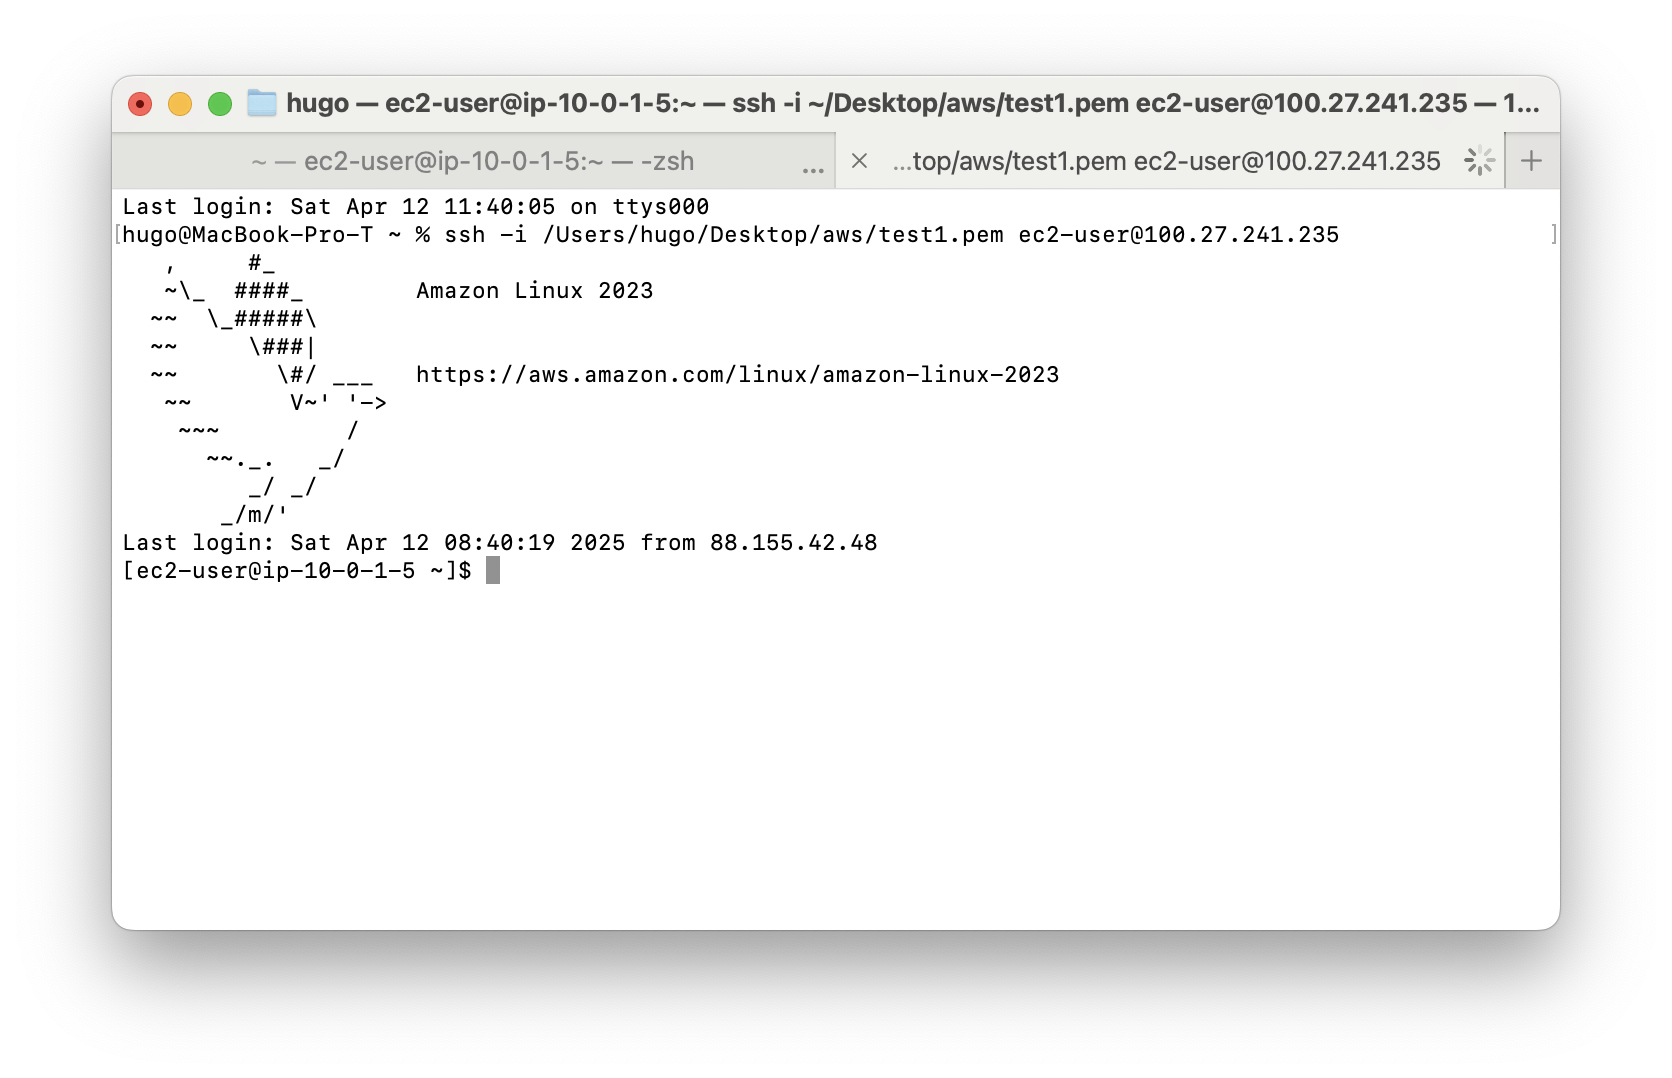 hugo — ec2-user@ip-10-0-1-5:~ — ssh -i ~/Desktop/aws/test1.pem ec2-user@100.27.241.235 — 1...
~ — ec2-user@ip-10-0-1-5:~ — -zsh ...
...top/aws/test1.pem ec2-user@100.27.241.235
Last login: Sat Apr 12 11:40:05 on ttys000
[hugo@MacBook-Pro-T ~ % ssh -i /Users/hugo/Desktop/aws/test1.pem ec2-user@100.27.241.235 ]
   ,     #_
   ~\_  ####_        Amazon Linux 2023
  ~~  \_#####\
  ~~     \###|
  ~~       \#/ ___   https://aws.amazon.com/linux/amazon-linux-2023
   ~~       V~' '->
    ~~~         /
      ~~._.   _/
         _/ _/
       _/m/'
Last login: Sat Apr 12 08:40:19 2025 from 88.155.42.48
[ec2-user@ip-10-0-1-5 ~]$